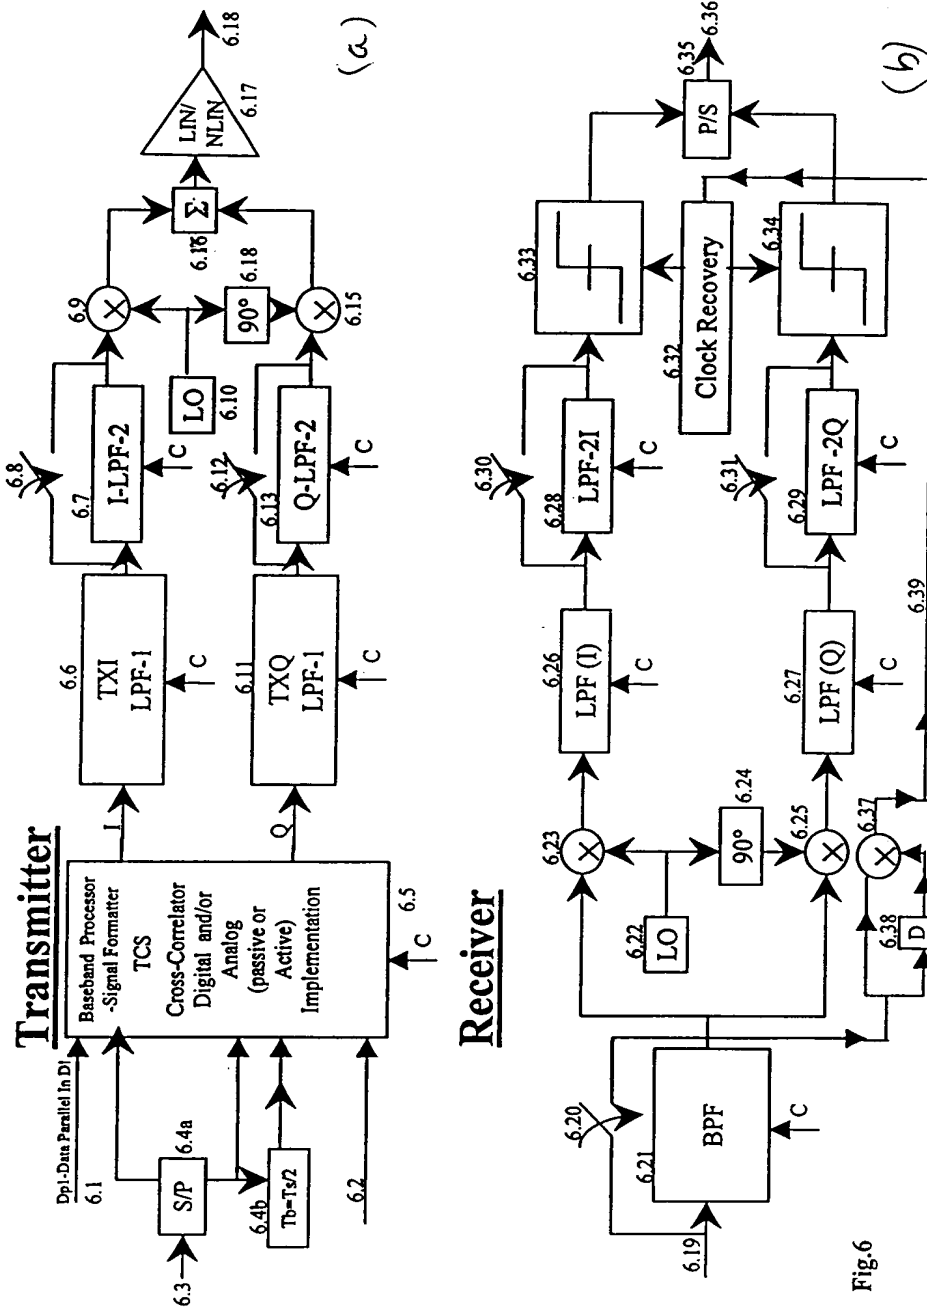 Transmitter
(a)
Dp1-Data Parallel In D1
6.1
6.3
S/P
6.4a
6.4b
Tb=Ts/2
6.2
Baseband Processor
-Signal Formatter
TCS
Cross-Correlator
Digital and/or
Analog
(passive or
Active)
Implementation
6.5
C
I
Q
6.6
TXI
LPF-1
C
6.11
TXQ
LPF-1
C
6.8
6.7
I-LPF-2
C
6.12
6.13
Q-LPF-2
C
6.9
LO
6.10
90°
6.18
6.15
Σ
6.16
LIN/
NLIN
6.17
6.18
Receiver
(b)
6.19
6.20
6.21
BPF
C
6.22
LO
6.23
90°
6.24
6.25
6.26
LPF (I)
C
6.27
LPF (Q)
C
6.30
6.28
LPF-2I
C
6.31
6.29
LPF -2Q
C
6.33
6.32
Clock Recovery
6.34
P/S
6.35
6.36
6.37
6.38
D
6.39
Fig.6